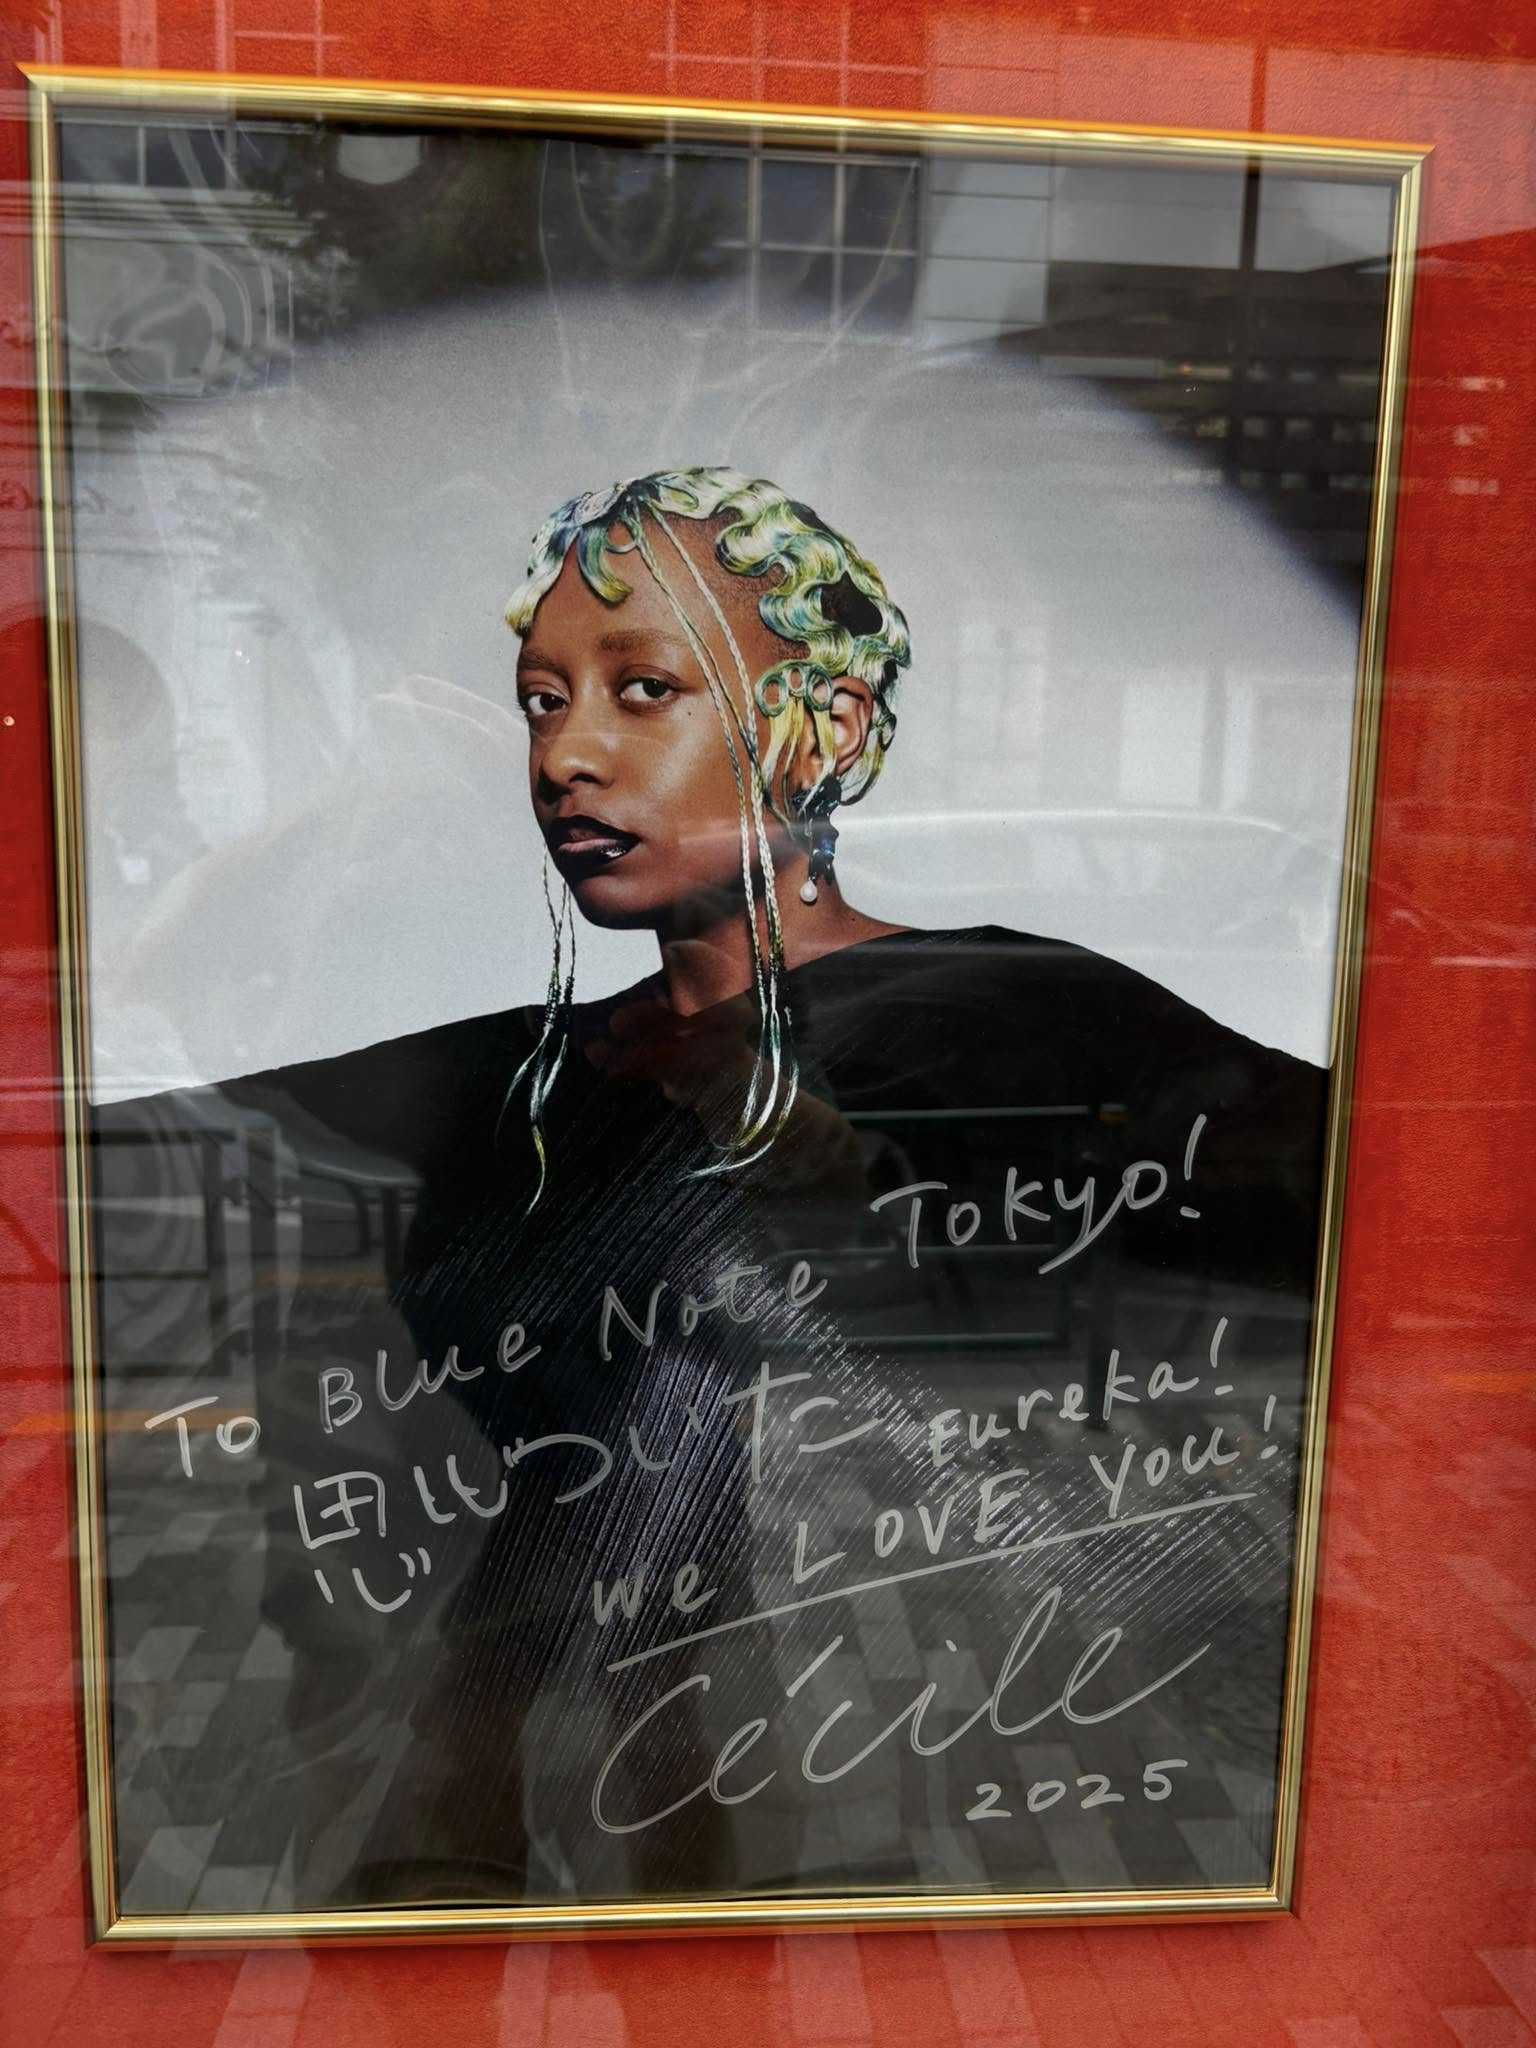 To Blue Note Tokyo!
思いついた Eureka!
We LOVE YOU!
Cécile
2025